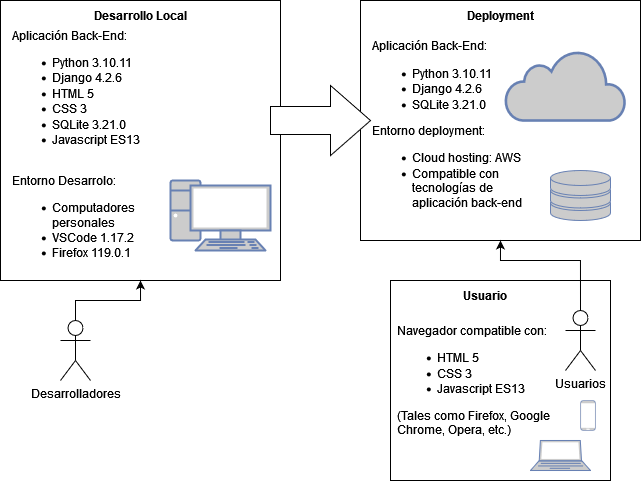 Desarrollo Local
Aplicación Back-End:
Python 3.10.11
Django 4.2.6
HTML 5
CSS 3
SQLite 3.21.0
Javascript ES13
Entorno Desarrolo:
Computadores
personales
VSCode 1.17.2
Firefox 119.0.1
Desarrolladores
Deployment
Aplicación Back-End:
Python 3.10.11
Django 4.2.6
SQLite 3.21.0
Entorno deployment:
Cloud hosting: AWS
Compatible con
tecnologías de
aplicación back-end
Usuario
Navegador compatible con:
HTML 5
CSS 3
Javascript ES13
(Tales como Firefox, Google
Chrome, Opera, etc.)
Usuarios